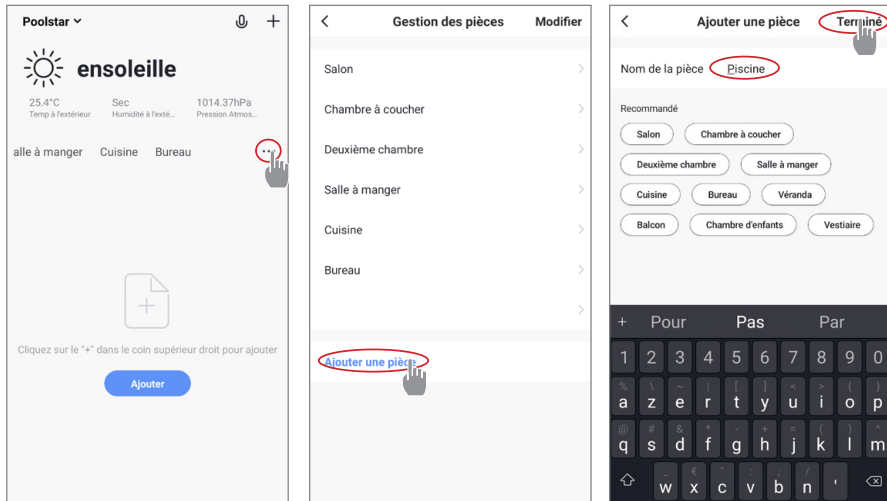 Poolstar
ensoleille
25.4°C Sec 1014.37hPa
Temp à l'extérieur Humidité à l'exté... Pression Atmos...
alle à manger Cuisine Bureau ...
Cliquez sur le "+" dans le coin supérieur droit pour ajouter
Ajouter
Gestion des pièces Modifier
Salon
Chambre à coucher
Deuxième chambre
Salle à manger
Cuisine
Bureau
Ajouter une pièce
Ajouter une pièce Terminé
Nom de la pièce Piscine
Recommandé
Salon Chambre à coucher
Deuxième chambre Salle à manger
Cuisine Bureau Véranda
Balcon Chambre d'enfants Vestiaire
+ Pour Pas Par
1 2 3 4 5 6 7 8 9 0
a z e r t y u i o p
q s d f g h j k l m
w x c v b n '